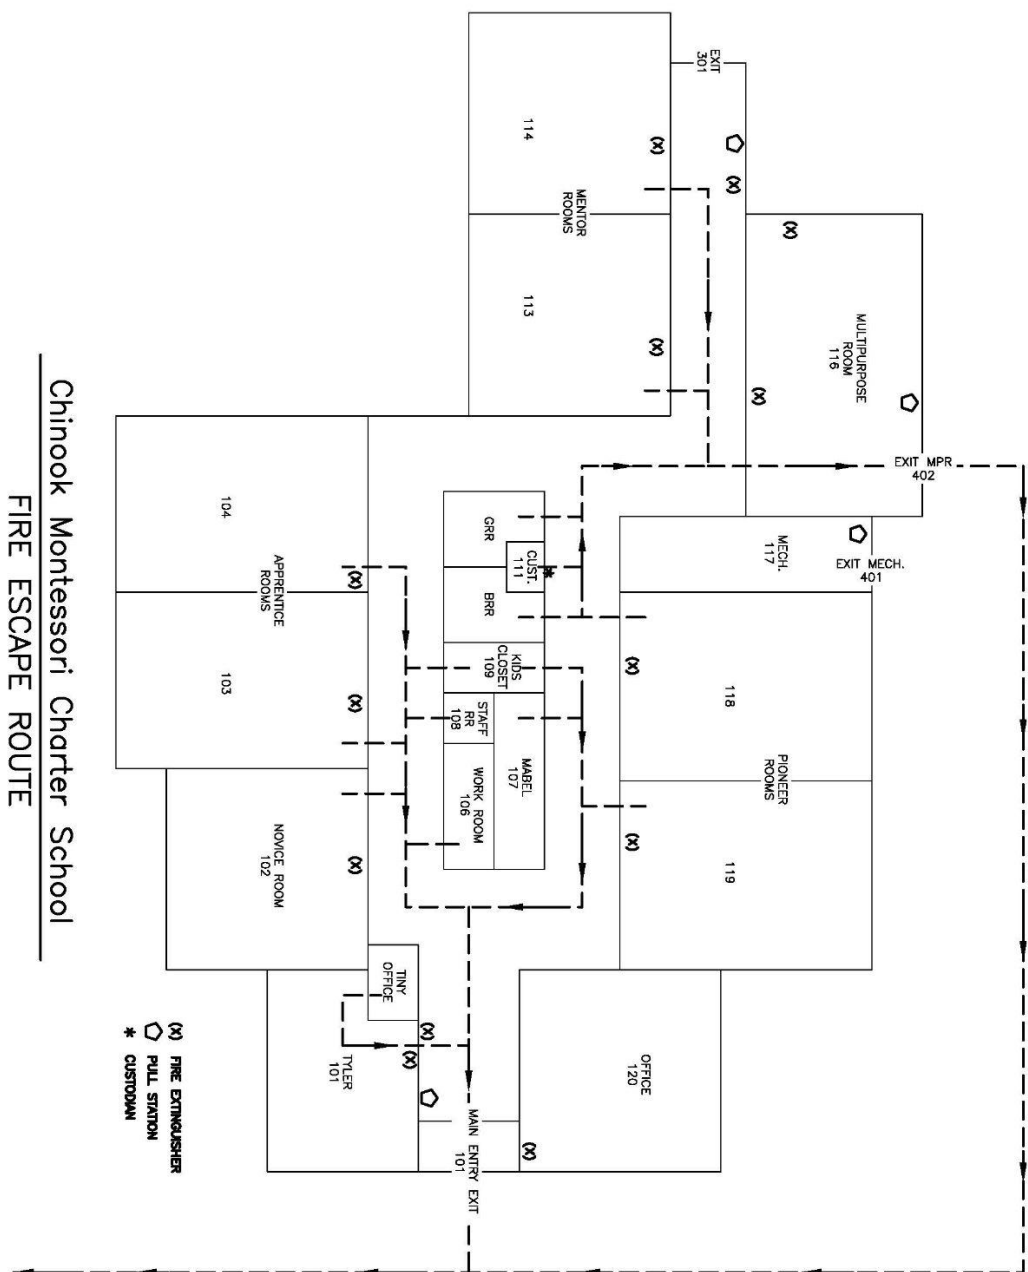 EXIT
301
114
MENTOR
ROOMS
113
(X)
(X)
(X)
(X)
(X)
MULTIPURPOSE
ROOM
116
EXIT MPR
402
MECH.
117
EXIT MECH.
401
GRR
CUST.
111
*
BRR
KIDS
CLOSET
109
STAFF
RR
108
MABEL
107
WORK ROOM
106
104
APPRENTICE
ROOMS
103
(X)
(X)
NOVICE ROOM
102
(X)
118
PIONEER
ROOMS
119
(X)
(X)
TINY
OFFICE
TYLER
101
(X)
(X)
OFFICE
120
(X)
MAIN ENTRY EXIT
101
(X) FIRE EXTINGUISHER
PULL STATION
* CUSTODIAN
Chinook Montessori Charter School
FIRE ESCAPE ROUTE